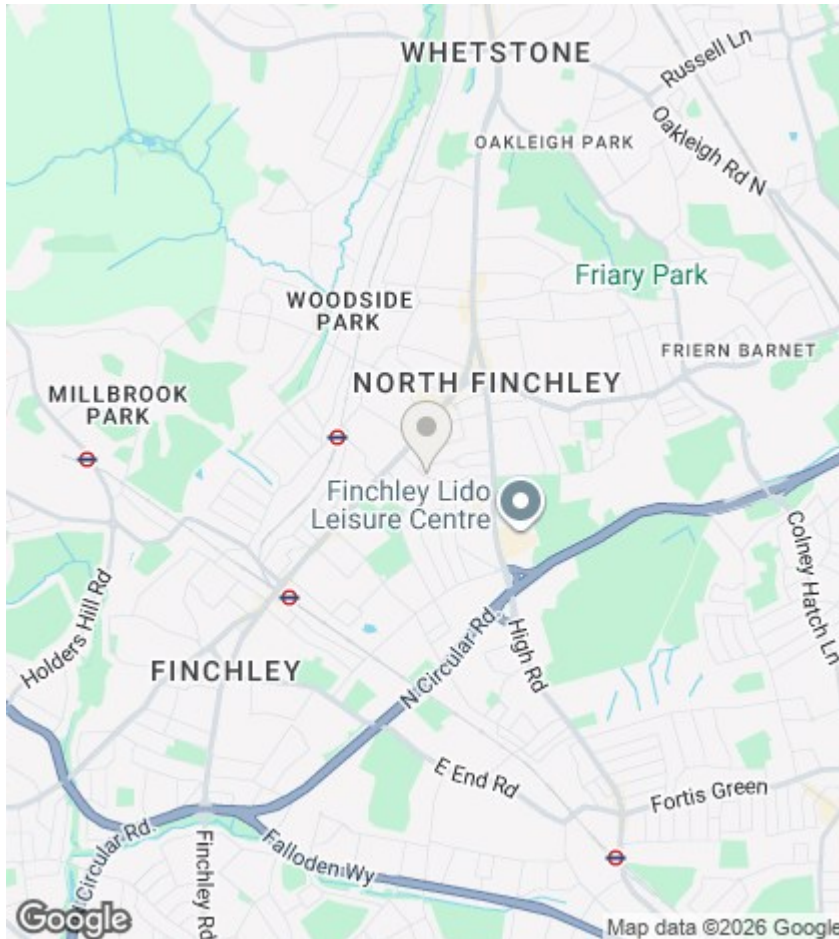 WHETSTONE
Russell Ln
OAKLEIGH PARK
Oakleigh Rd N
Friary Park
WOODSIDE
PARK
FRIERN BARNET
NORTH FINCHLEY
MILLBROOK
PARK
Finchley Lido
Leisure Centre
Colney Hatch Ln
Holders Hill Rd
N Circular Rd
High Rd
FINCHLEY
E End Rd
Fortis Green
N Circular Rd
Finchley Rd
Falloden Wy
Google
Map data ©2026 Google